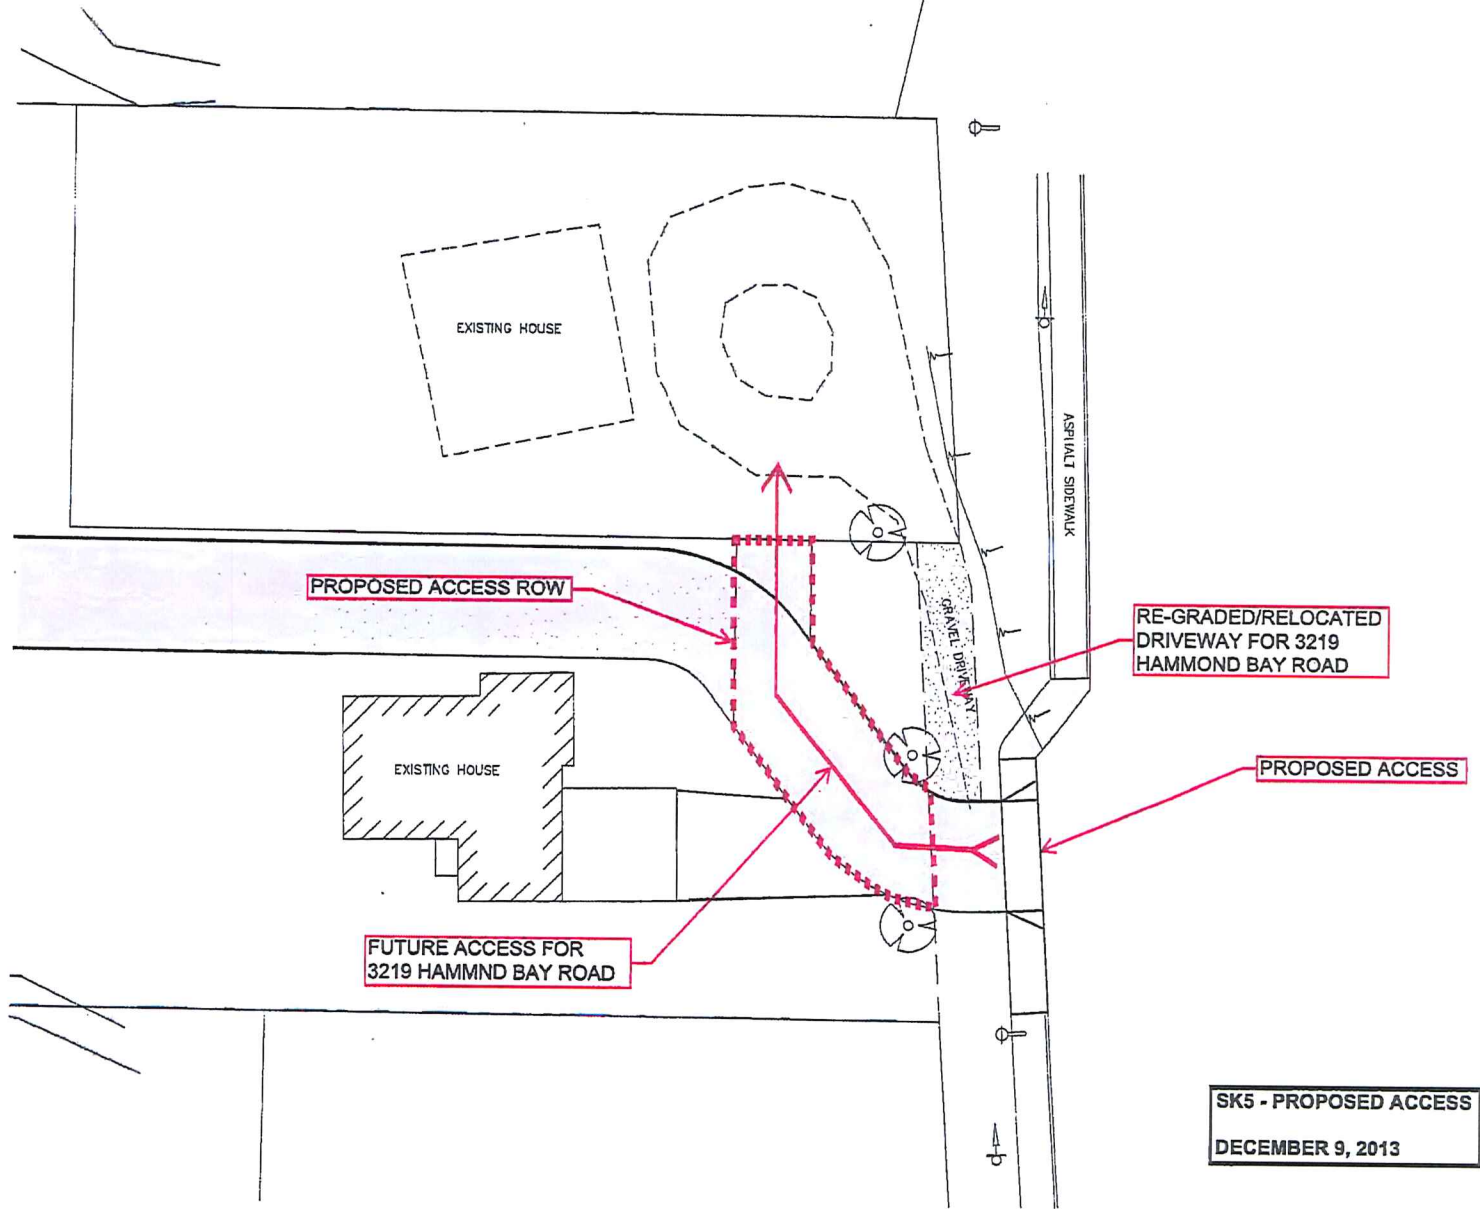 EXISTING HOUSE
ASPHALT SIDEWALK
PROPOSED ACCESS ROW
GRAVEL DRIVEWAY
RE-GRADED/RELOCATED
DRIVEWAY FOR 3219
HAMMOND BAY ROAD
EXISTING HOUSE
PROPOSED ACCESS
FUTURE ACCESS FOR
3219 HAMMND BAY ROAD
SK5 - PROPOSED ACCESS
DECEMBER 9, 2013